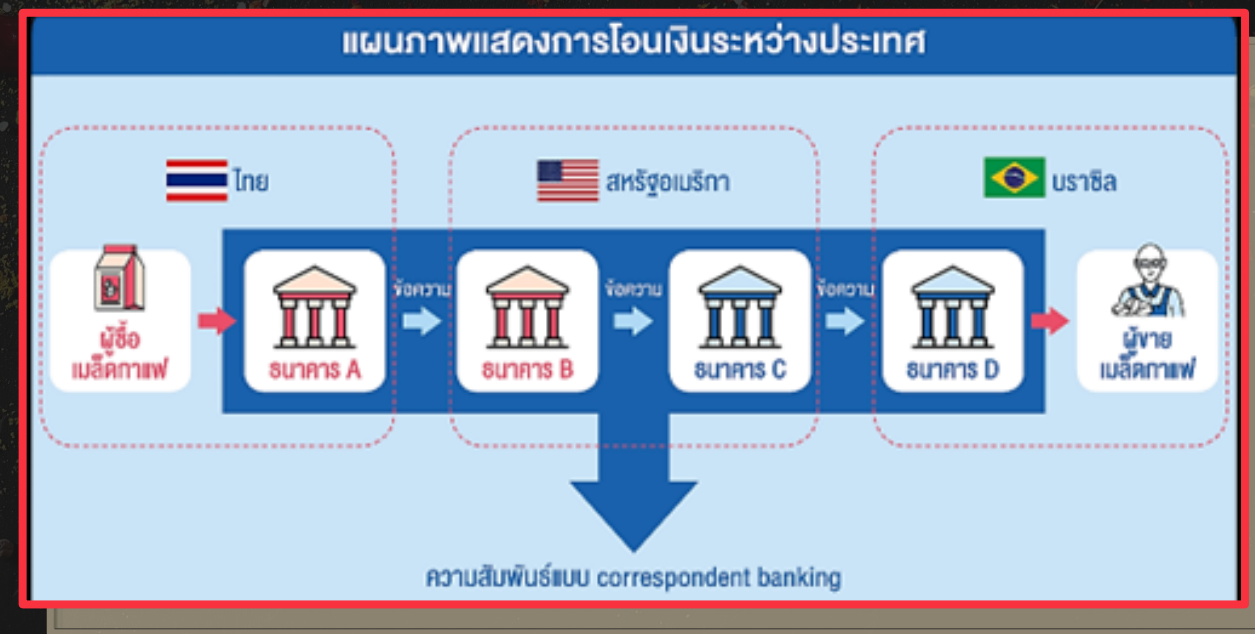 แผนภาพแสดงการโอนเงินระหว่างประเทศ
ไทย
สหรัฐอเมริกา
บราซิล
ผู้ซื้อ
เมล็ดกาแฟ
ธนาคาร A
ข้อความ
ธนาคาร B
ข้อความ
ธนาคาร C
ข้อความ
ธนาคาร D
ผู้ขาย
เมล็ดกาแฟ
ความสัมพันธ์แบบ correspondent banking